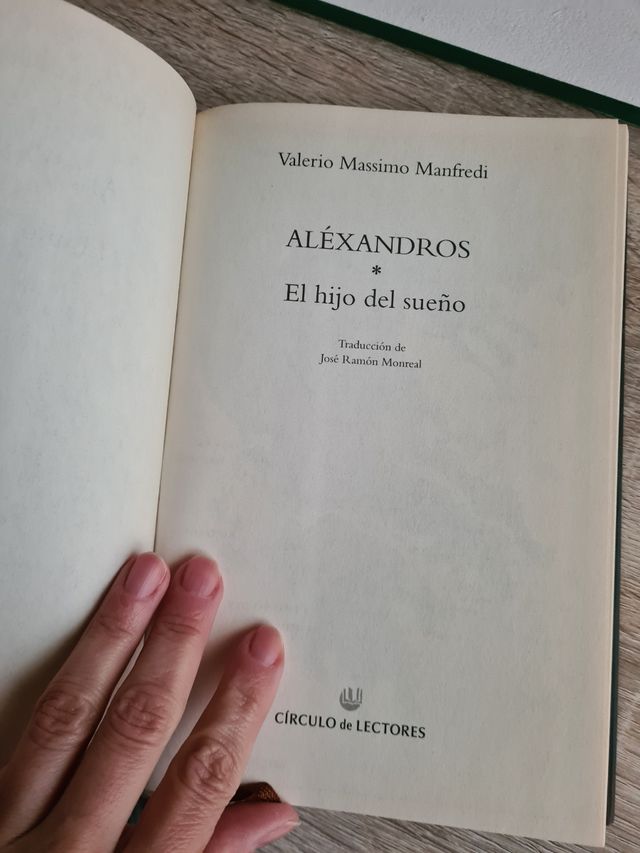 Valerio Massimo Manfredi
ALÉXANDROS
*
El hijo del sueño
Traducción de
José Ramón Monreal
CÍRCULO de LECTORES